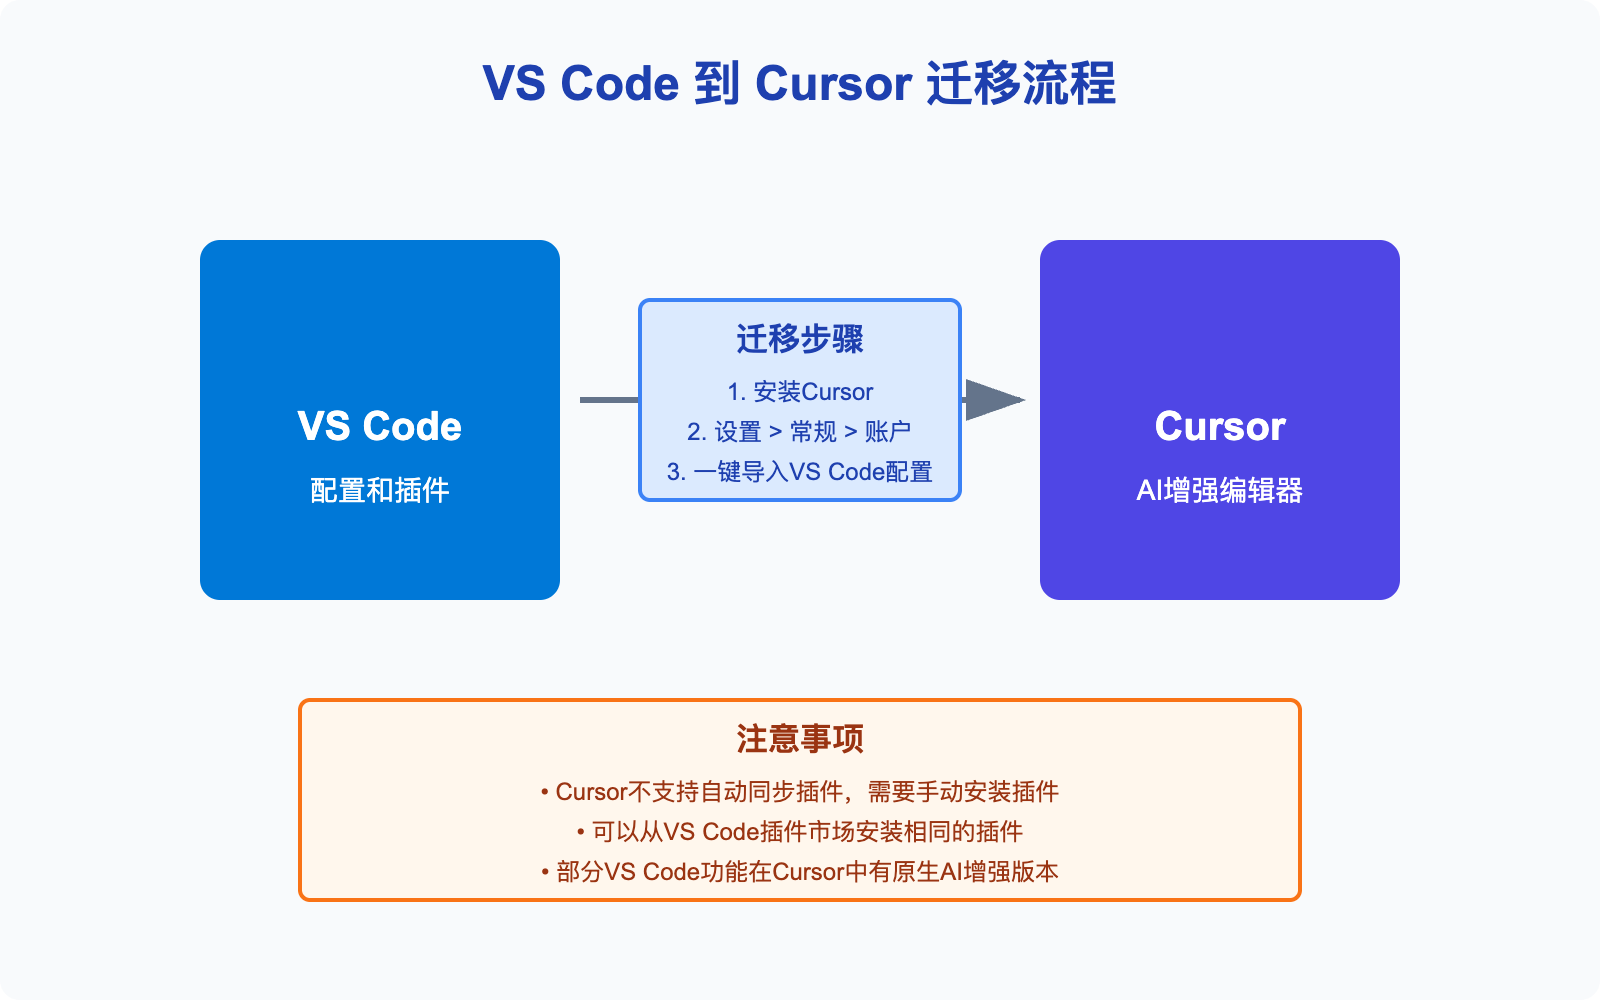 VS Code 到 Cursor 迁移流程
VS Code
配置和插件
迁移步骤
1. 安装Cursor
2. 设置 > 常规 > 账户
3. 一键导入VS Code配置
Cursor
AI增强编辑器
注意事项
• Cursor不支持自动同步插件，需要手动安装插件
• 可以从VS Code插件市场安装相同的插件
• 部分VS Code功能在Cursor中有原生AI增强版本